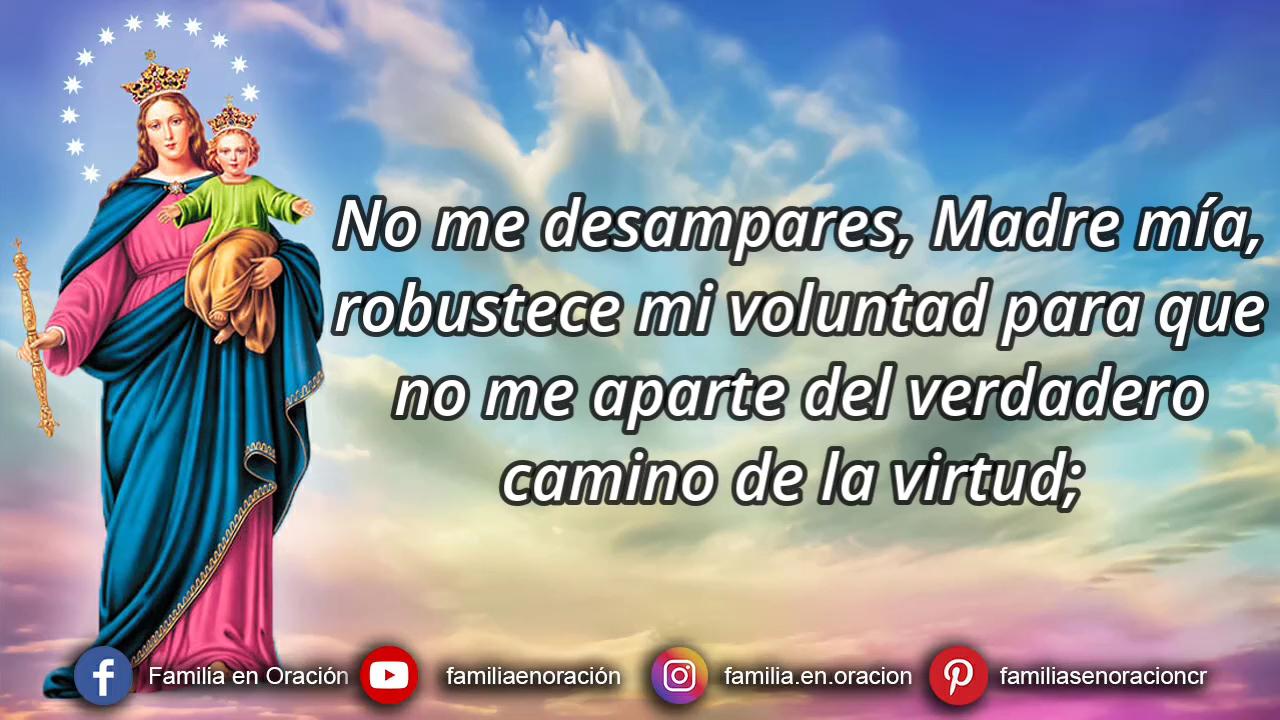 No me desampares, Madre mía,
robustece mi voluntad para que
no me aparte del verdadero
camino de la virtud;
Familia en Oración
familiaenoración
familia.en.oracion
familiasenoracioncr